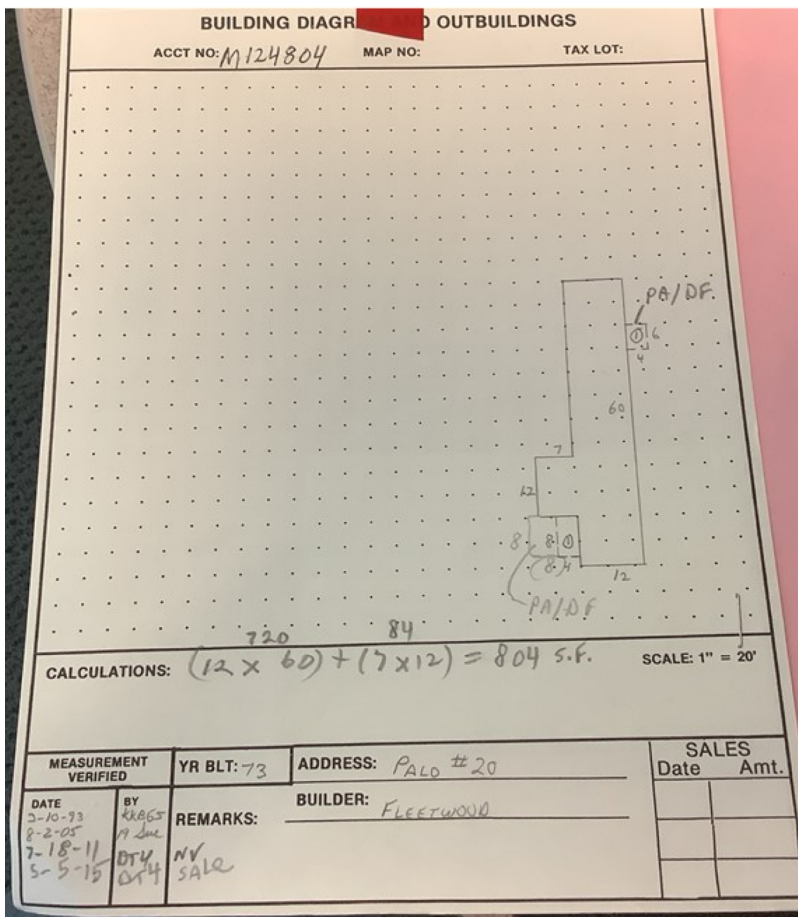 BUILDING DIAGR D OUTBUILDINGS
ACCT NO: M124804 MAP NO: TAX LOT:
PA/DF.
① 6
4
60
7
12
8 8 ①
(8) 4
12
PA/DF
720 84
CALCULATIONS: (12 x 60) + (7 x 12) = 804 S.F. SCALE: 1" = 20'
MEASUREMENT VERIFIED
YR BLT: 73
ADDRESS: PALO #20
BUILDER: FLEETWOOD
SALES
Date Amt.
DATE BY
REMARKS:
2-10-93
8-2-05
7-18-11 DT4 NV
5-5-15 DT4 SALE